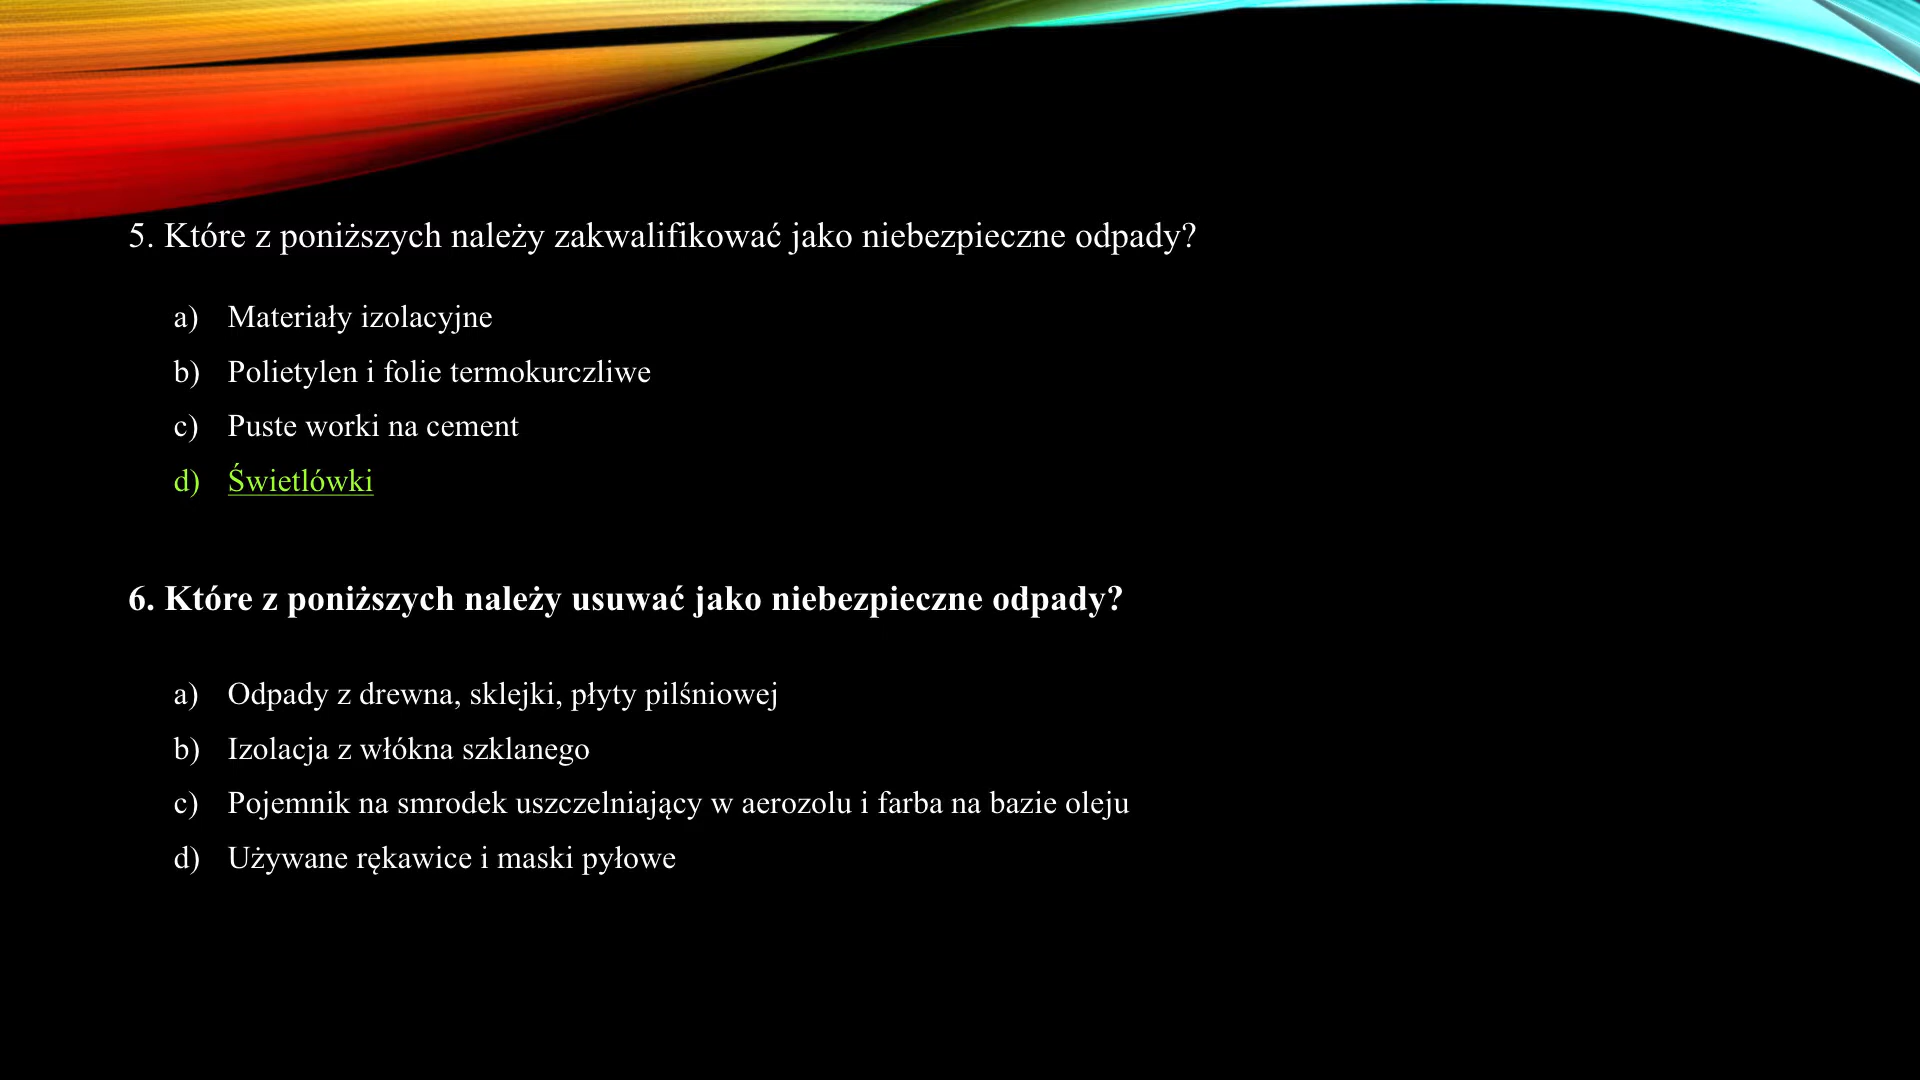 5. Które z poniższych należy zakwalifikować jako niebezpieczne odpady?
a) Materiały izolacyjne
b) Polietylen i folie termokurczliwe
c) Puste worki na cement
d) Świetlówki
6. Które z poniższych należy usuwać jako niebezpieczne odpady?
a) Odpady z drewna, sklejki, płyty pilśniowej
b) Izolacja z włókna szklanego
c) Pojemnik na smrodek uszczelniający w aerozolu i farba na bazie oleju
d) Używane rękawice i maski pyłowe